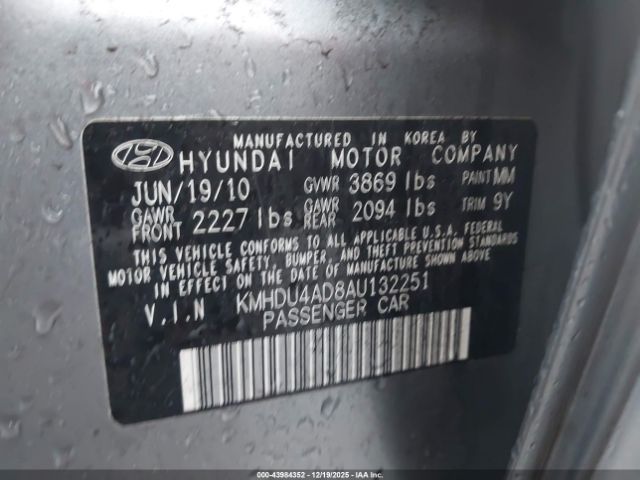 MANUFACTURED IN KOREA BY
HYUNDAI MOTOR COMPANY
JUN/19/10 GVWR 3869 lbs PAINT MM
GAWR FRONT 2227 lbs GAWR REAR 2094 lbs TRIM 9Y
THIS VEHICLE CONFORMS TO ALL APPLICABLE U.S.A. FEDERAL
MOTOR VEHICLE SAFETY, BUMPER, AND THEFT PREVENTION STANDARDS
IN EFFECT ON THE DATE OF MANUFACTURE SHOWN ABOVE
V.I.N KMHDU4AD8AU132251
PASSENGER CAR
000-43984352 - 12/19/2025 - IAAI.COM